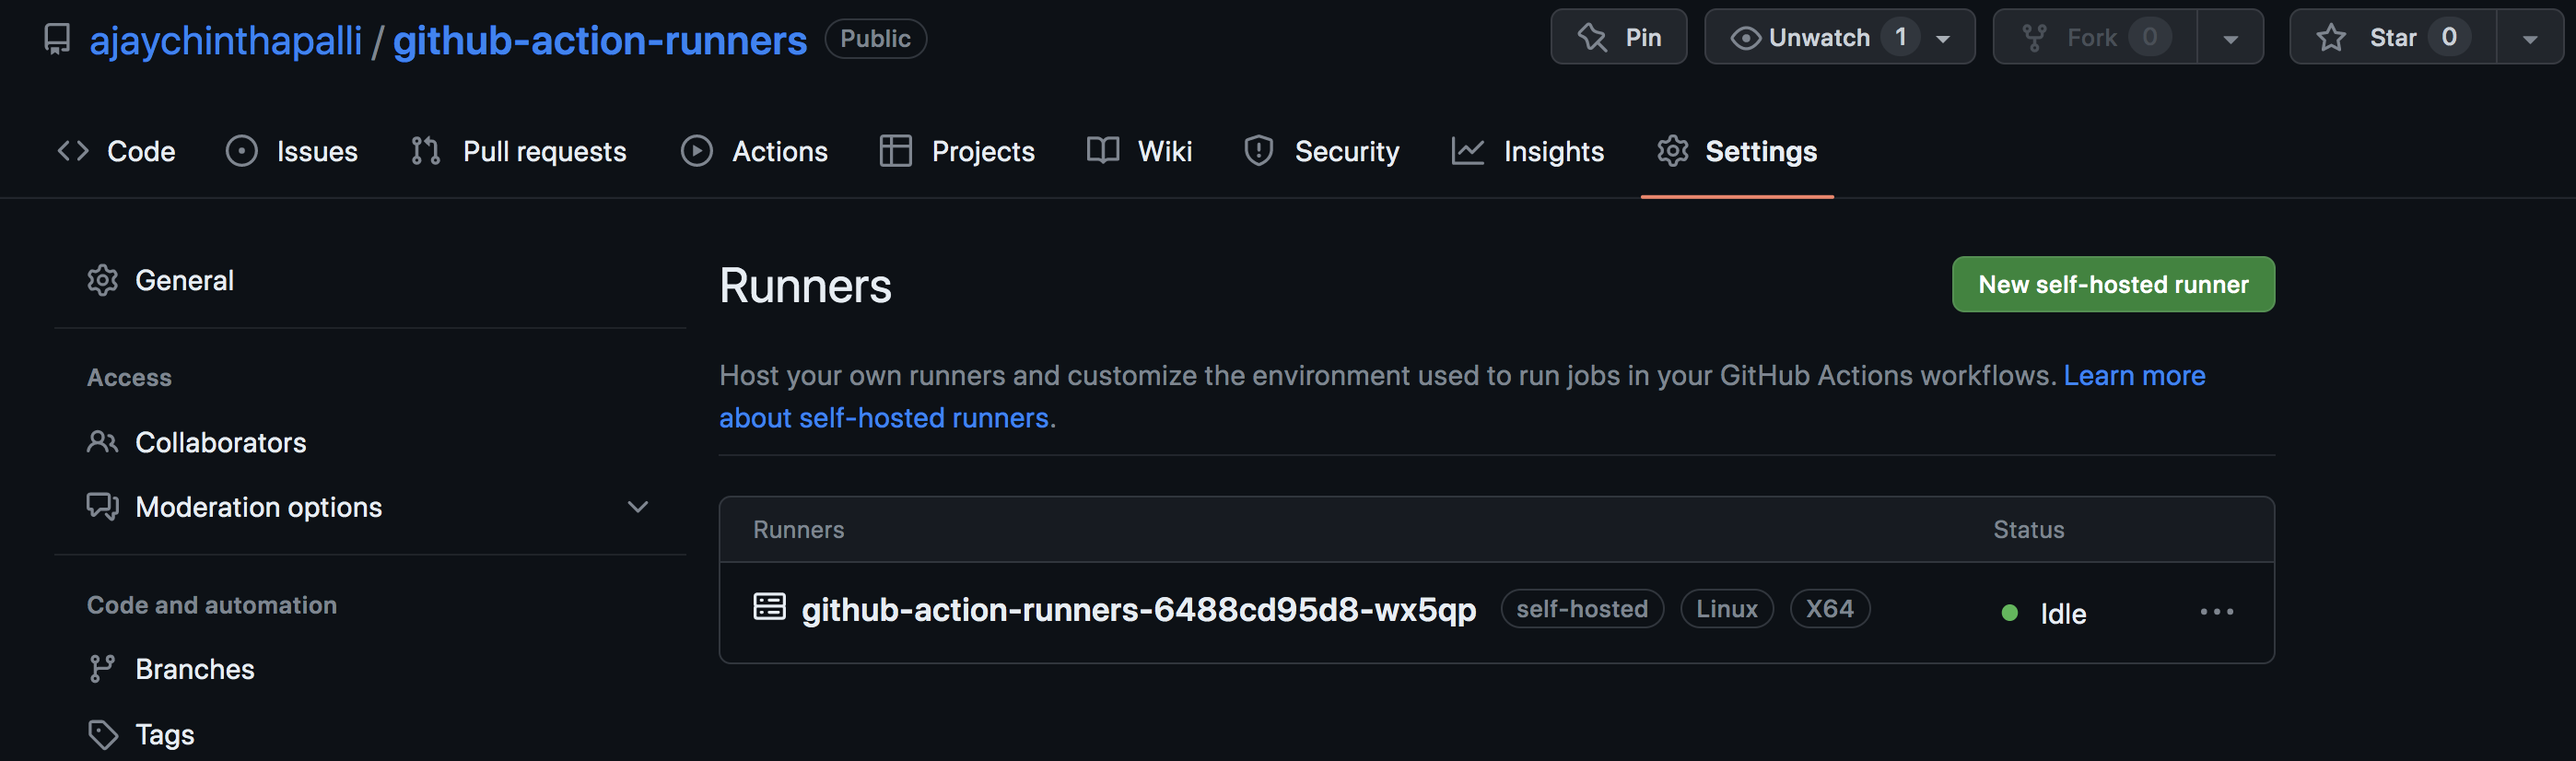 ajaychinthapalli / github-action-runners Public Pin Unwatch 1 Fork 0 Star 0
Code Issues Pull requests Actions Projects Wiki Security Insights Settings
General
Access
Collaborators
Moderation options
Code and automation
Branches
Tags
Runners New self-hosted runner
Host your own runners and customize the environment used to run jobs in your GitHub Actions workflows. Learn more
about self-hosted runners.
Runners Status
github-action-runners-6488cd95d8-wx5qp self-hosted Linux X64 Idle